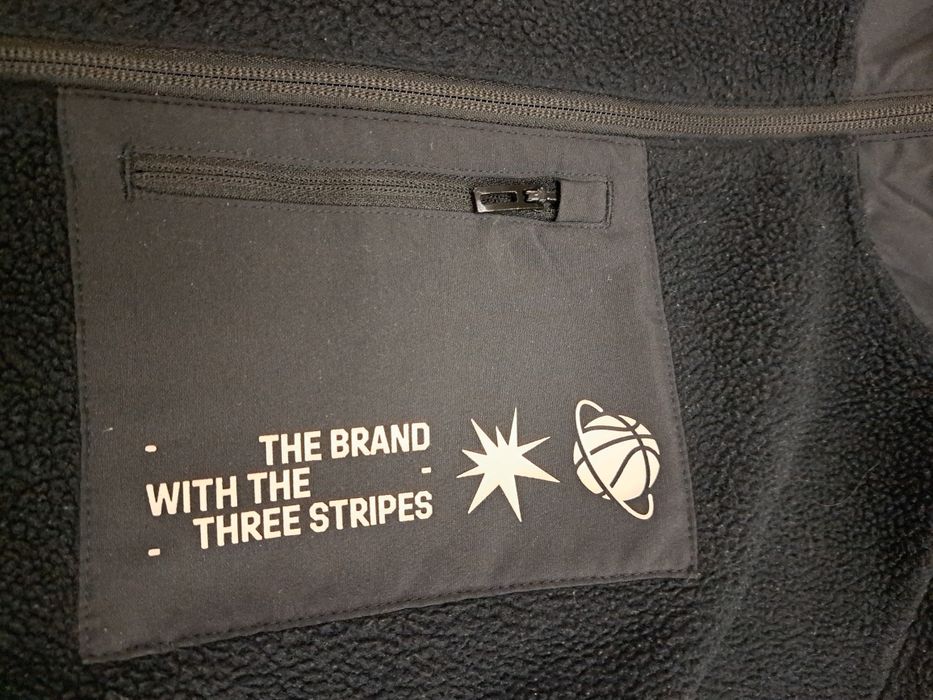 THE BRAND
WITH THE
THREE STRIPES